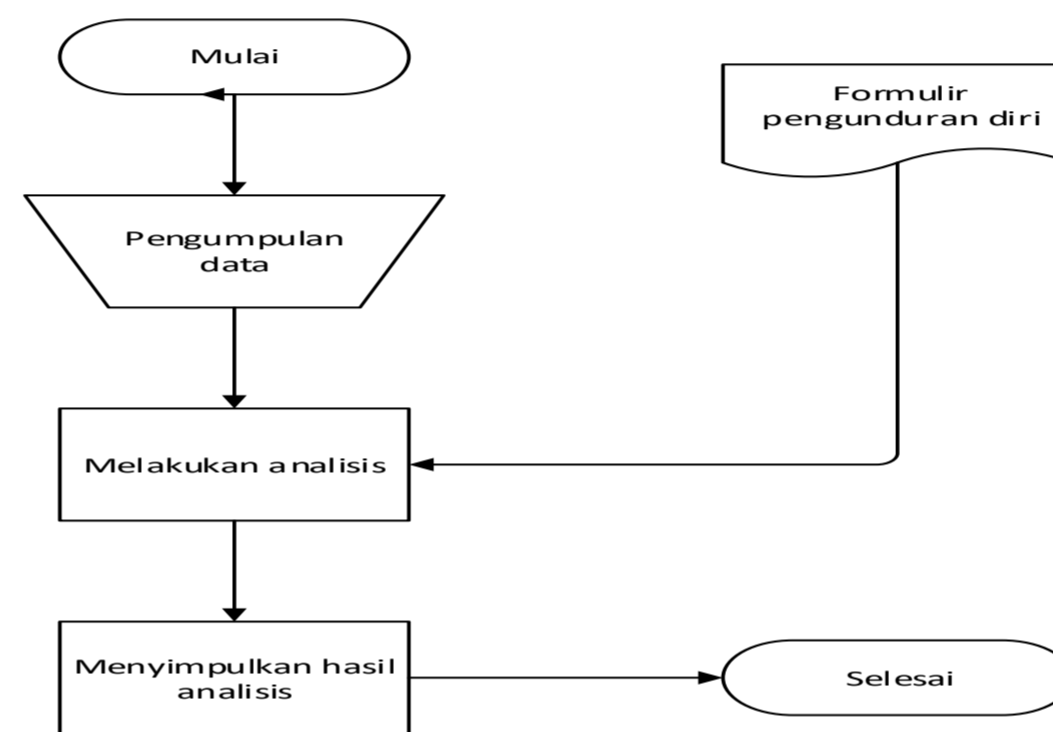 Mulai
Formulir
pengunduran diri
Pengumpulan
data
Melakukan analisis
Menyimpulkan hasil
analisis
Selesai